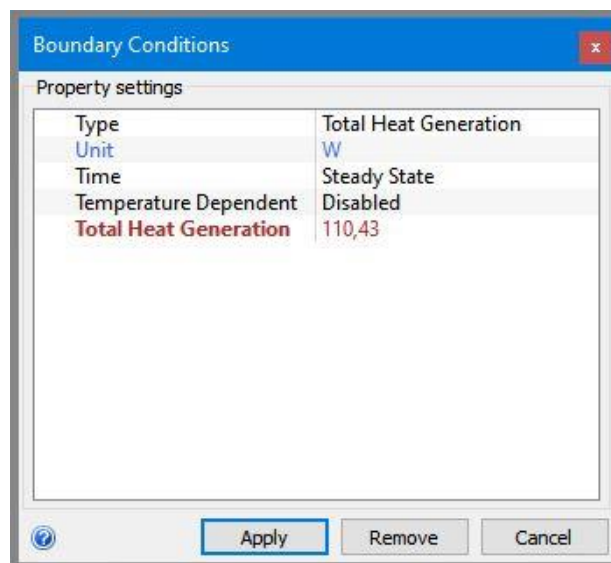 Boundary Conditions
x
Property settings
Type Total Heat Generation
Unit W
Time Steady State
Temperature Dependent Disabled
Total Heat Generation 110,43
? Apply Remove Cancel